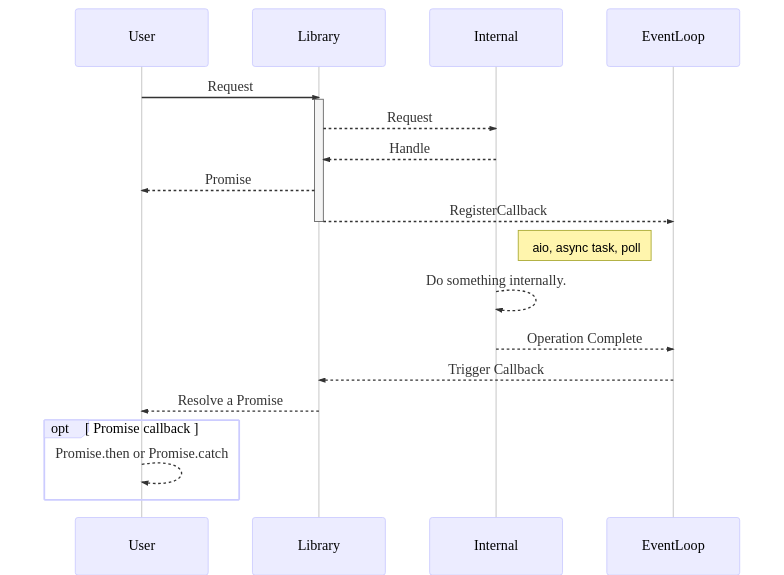 User
Library
Internal
EventLoop
Request
Request
Handle
Promise
RegisterCallback
aio, async task, poll
Do something internally.
Operation Complete
Trigger Callback
Resolve a Promise
opt [ Promise callback ]
Promise.then or Promise.catch
User
Library
Internal
EventLoop